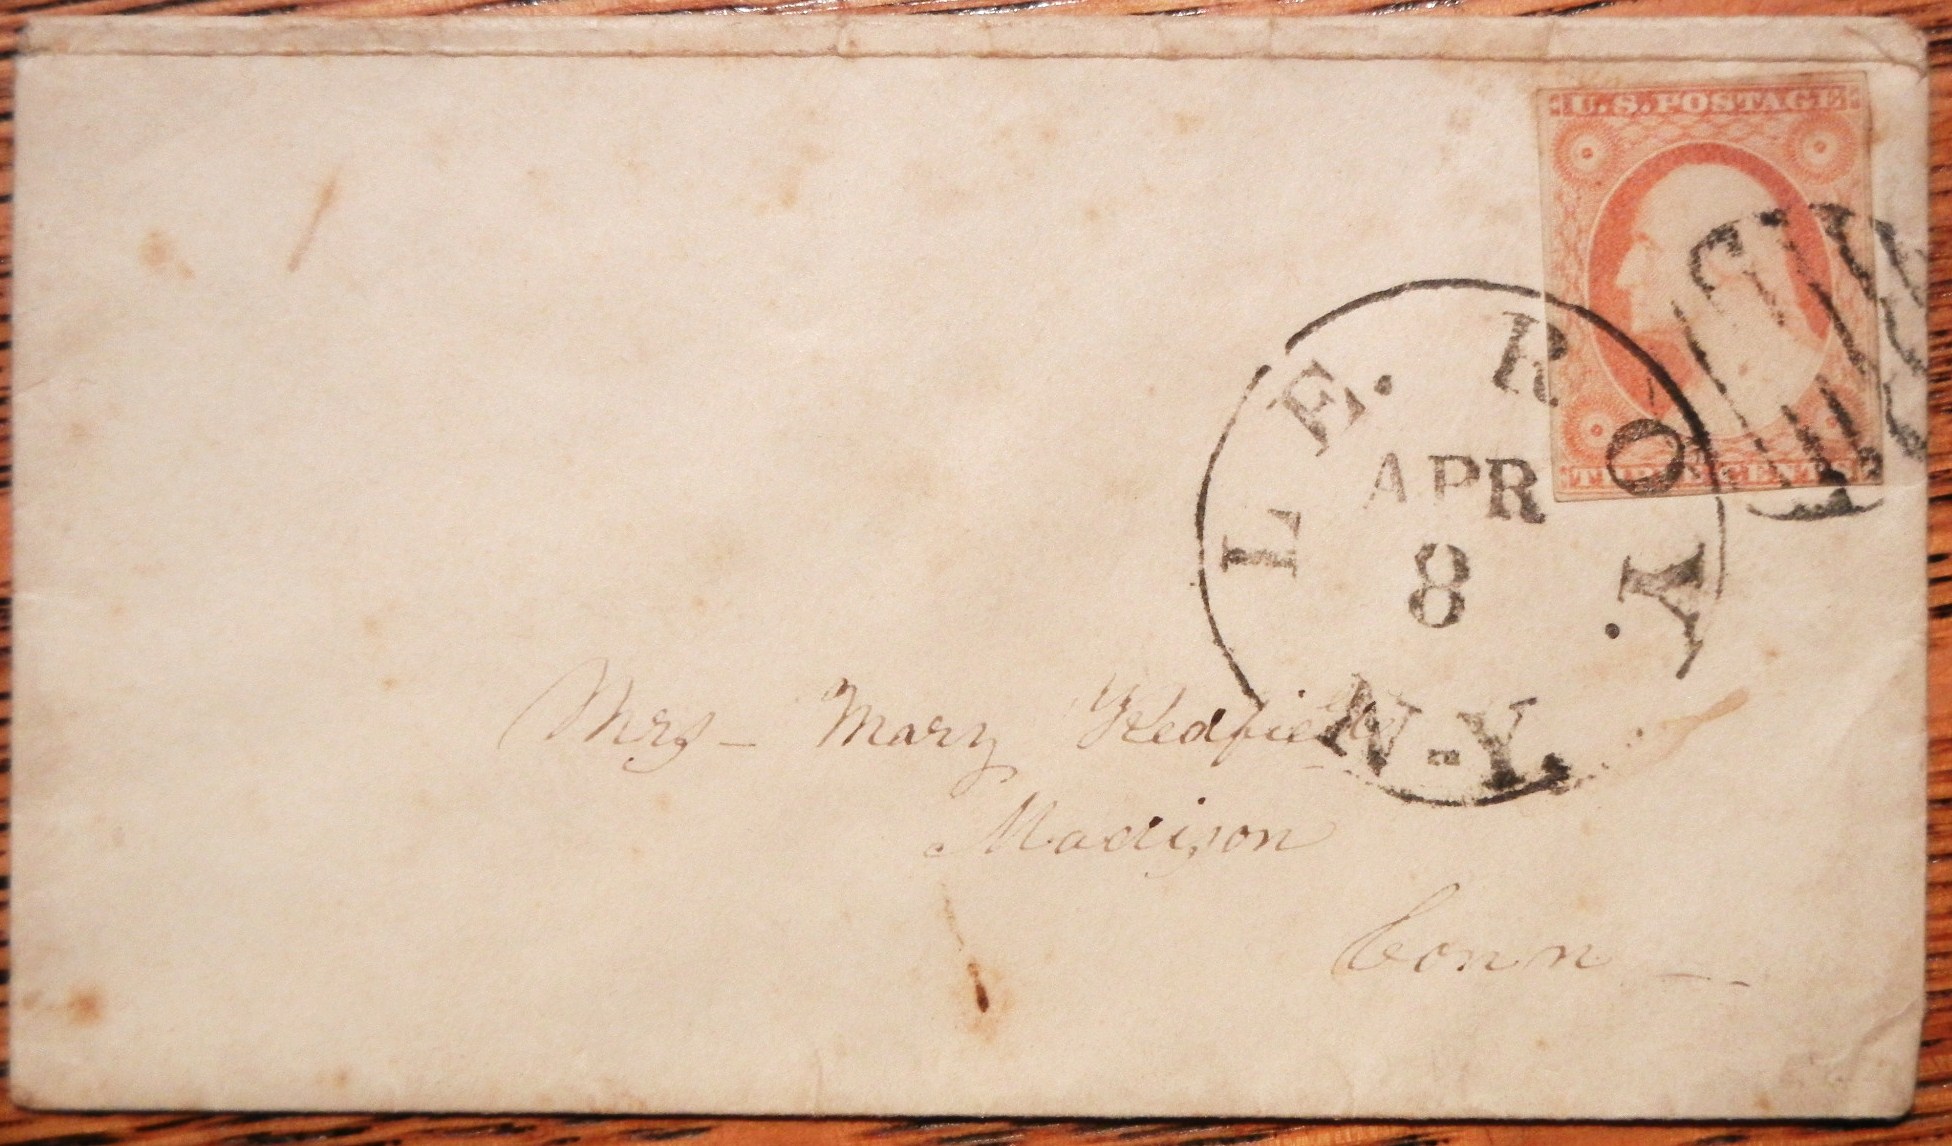 U.S. POSTAGE
THREE CENTS
LE. ROY.
APR
8
N-Y.
Mrs - Mary Redfield
Madison
Conn -